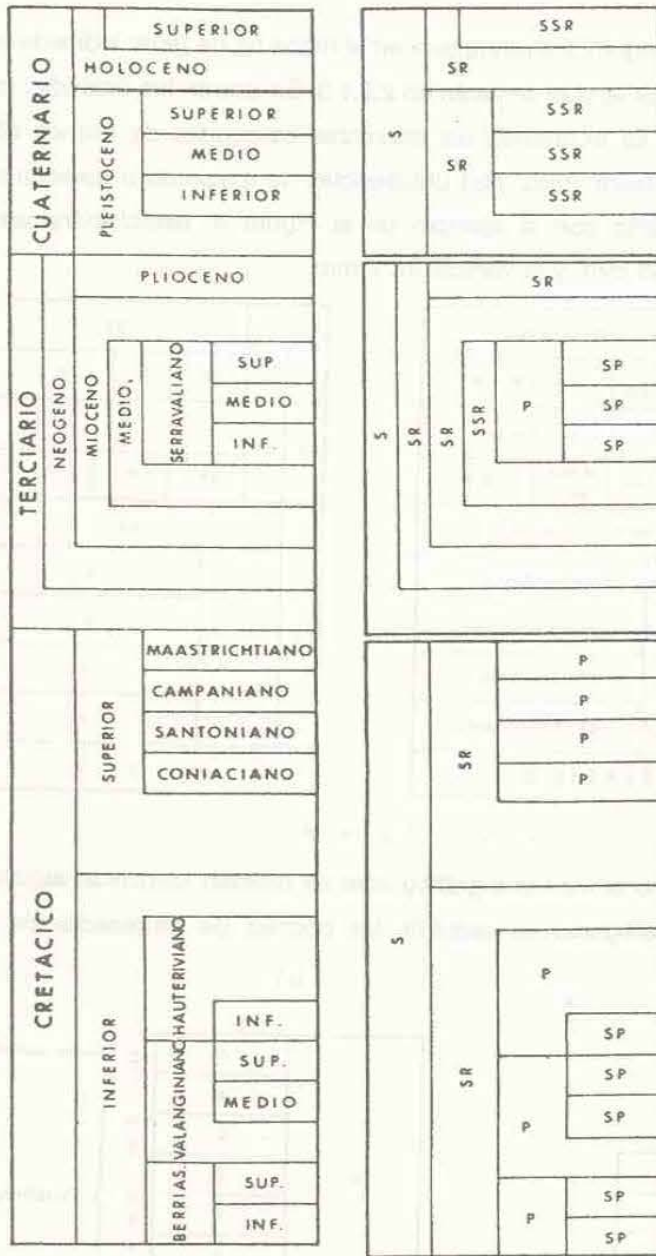 CUATERNARIO
SUPERIOR
HOLOCENO
PLEISTOCENO
SUPERIOR
MEDIO
INFERIOR
TERCIARIO
PLIOCENO
NEOGENO
MIOCENO
MEDIO,
SERRAVALIANO
SUP
MEDIO
INF.
CRETACICO
SUPERIOR
MAASTRICHTIANO
CAMPANIANO
SANTONIANO
CONIACIANO
INFERIOR
HAUTERIVIANO
INF.
VALANGINIANO
SUP.
MEDIO
BERRIAS.
SUP.
INF.
S
SSR
SR
SSR
SR
SSR
SSR
SR
S
SR
SR
SSR
P
SP
SP
SP
S
SR
P
P
P
P
SR
P
SP
P
SP
SP
P
SP
SP